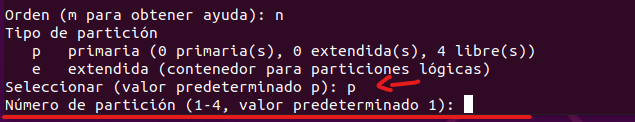 Orden (m para obtener ayuda): n
Tipo de partición
p primaria (0 primaria(s), 0 extendida(s), 4 libre(s))
e extendida (contenedor para particiones lógicas)
Seleccionar (valor predeterminado p): p
Número de partición (1-4, valor predeterminado 1):